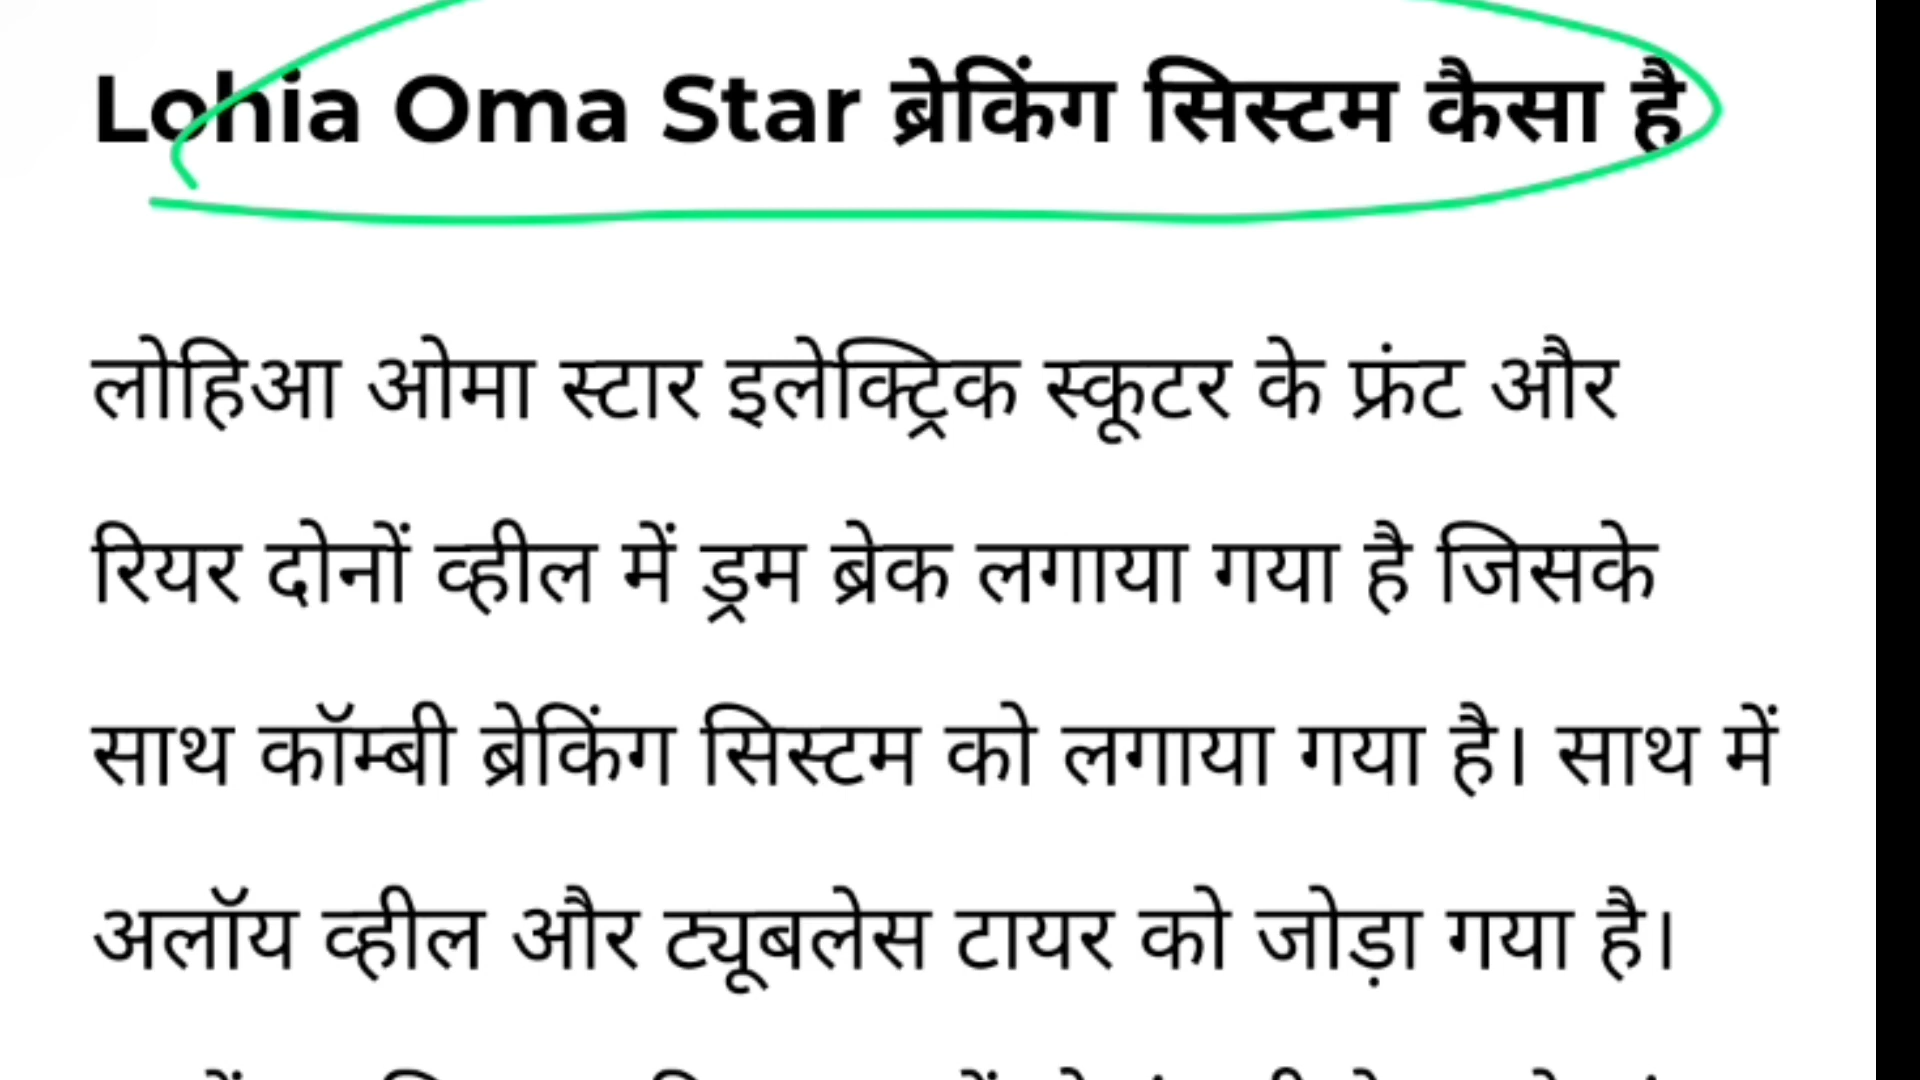 Lohia Oma Star ब्रेकिंग सिस्टम कैसा है
लोहिआ ओमा स्टार इलेक्ट्रिक स्कूटर के फ्रंट और
रियर दोनों व्हील में ड्रम ब्रेक लगाया गया है जिसके
साथ कॉम्बी ब्रेकिंग सिस्टम को लगाया गया है। साथ में
अलॉय व्हील और ट्यूबलेस टायर को जोड़ा गया है।